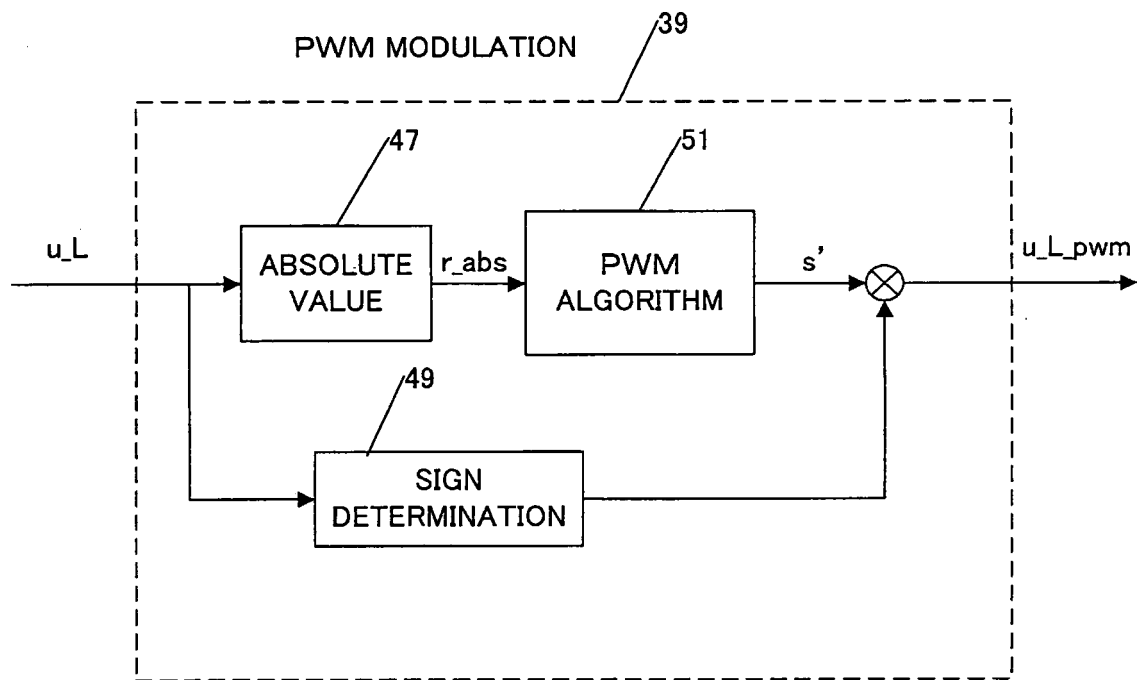 39
PWM MODULATION
47
51
u_L
ABSOLUTE
VALUE
r_abs
PWM
ALGORITHM
s’
u_L_pwm
49
SIGN
DETERMINATION